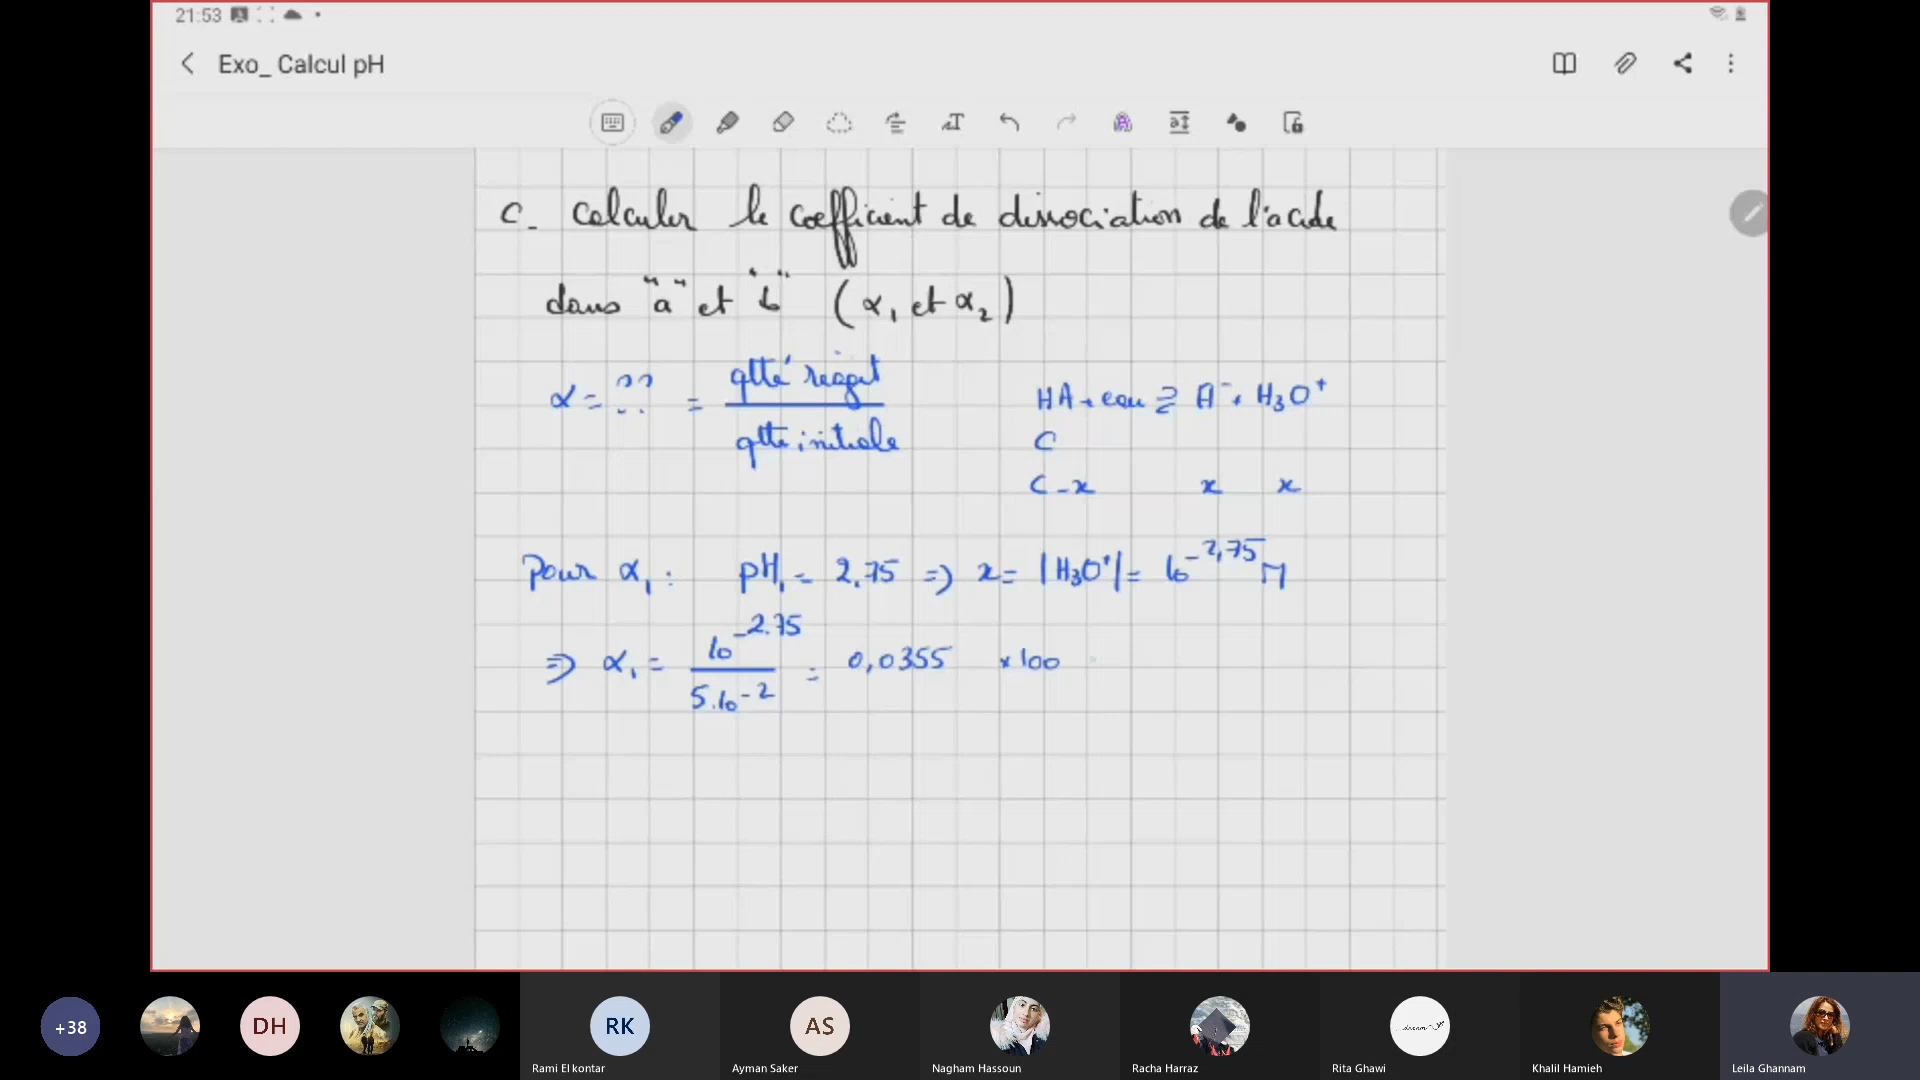 21:53
Exo_ Calcul pH
C- Calculer le coefficient de dissociation de l'acide
dans "a" et "b" (α₁ et α₂)
α = ?? = qtté réagit / qtté initiale
HA + eau ⇌ A⁻ + H₃O⁺
C
C - x x x
Pour α₁ : pH₁ = 2,75 ⇒ x = |H₃O⁺| = 10⁻²,⁷⁵ M
⇒ α₁ = 10^-2.75 / 5.10⁻² = 0,0355 × 100
+38
DH
RK
AS
dream
Rami El kontar
Ayman Saker
Nagham Hassoun
Racha Harraz
Rita Ghawi
Khalil Hamieh
Leila Ghannam